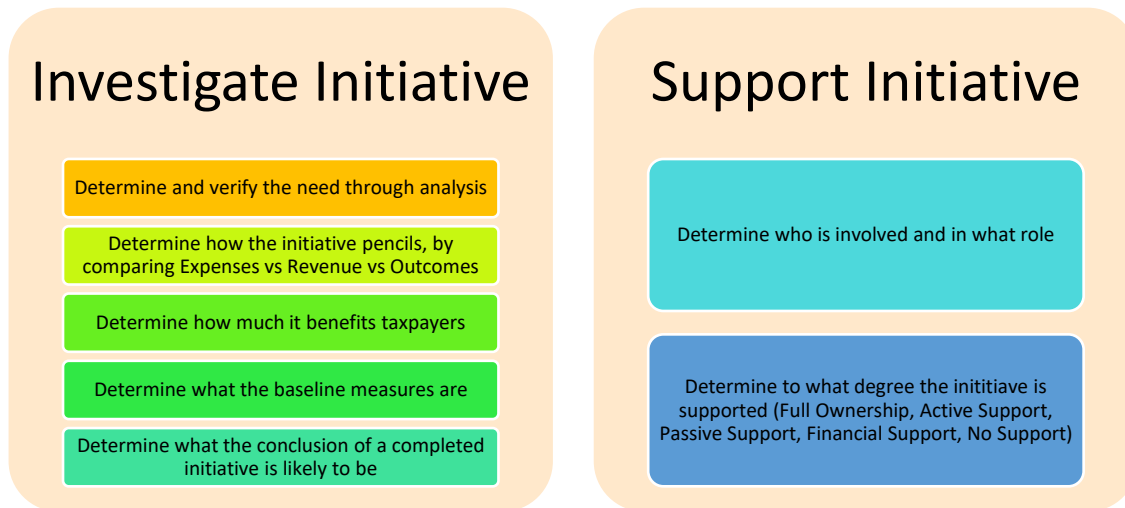 Investigate Initiative
Determine and verify the need through analysis
Determine how the initiative pencils, by
comparing Expenses vs Revenue vs Outcomes
Determine how much it benefits taxpayers
Determine what the baseline measures are
Determine what the conclusion of a completed
initiative is likely to be
Support Initiative
Determine who is involved and in what role
Determine to what degree the inititiave is
supported (Full Ownership, Active Support,
Passive Support, Financial Support, No Support)